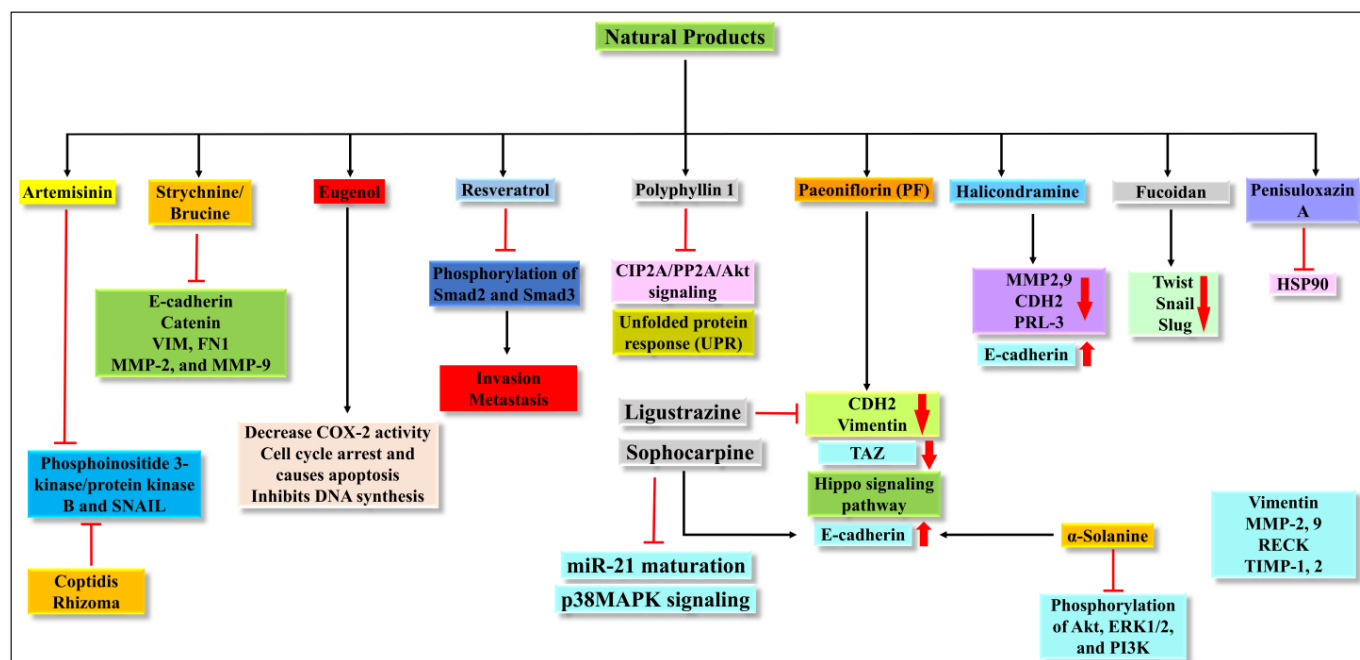 Natural Products
Artemisinin
Strychnine/
Brucine
Eugenol
Resveratrol
Polyphyllin 1
Paeoniflorin (PF)
Halicondramine
Fucoidan
Penisuloxazin
A
E-cadherin
Catenin
VIM, FN1
MMP-2, and MMP-9
Phosphorylation of
Smad2 and Smad3
CIP2A/PP2A/Akt
signaling
Unfolded protein
response (UPR)
MMP2,9
CDH2
PRL-3
E-cadherin
Twist
Snail
Slug
HSP90
Invasion
Metastasis
Ligustrazine
Sophocarpine
CDH2
Vimentin
TAZ
Hippo signaling
pathway
E-cadherin
Decrease COX-2 activity
Cell cycle arrest and
causes apoptosis
Inhibits DNA synthesis
Phosphoinositide 3-
kinase/protein kinase
B and SNAIL
Coptidis
Rhizoma
miR-21 maturation
p38MAPK signaling
α-Solanine
Phosphorylation
of Akt, ERK1/2,
and PI3K
Vimentin
MMP-2, 9
RECK
TIMP-1, 2